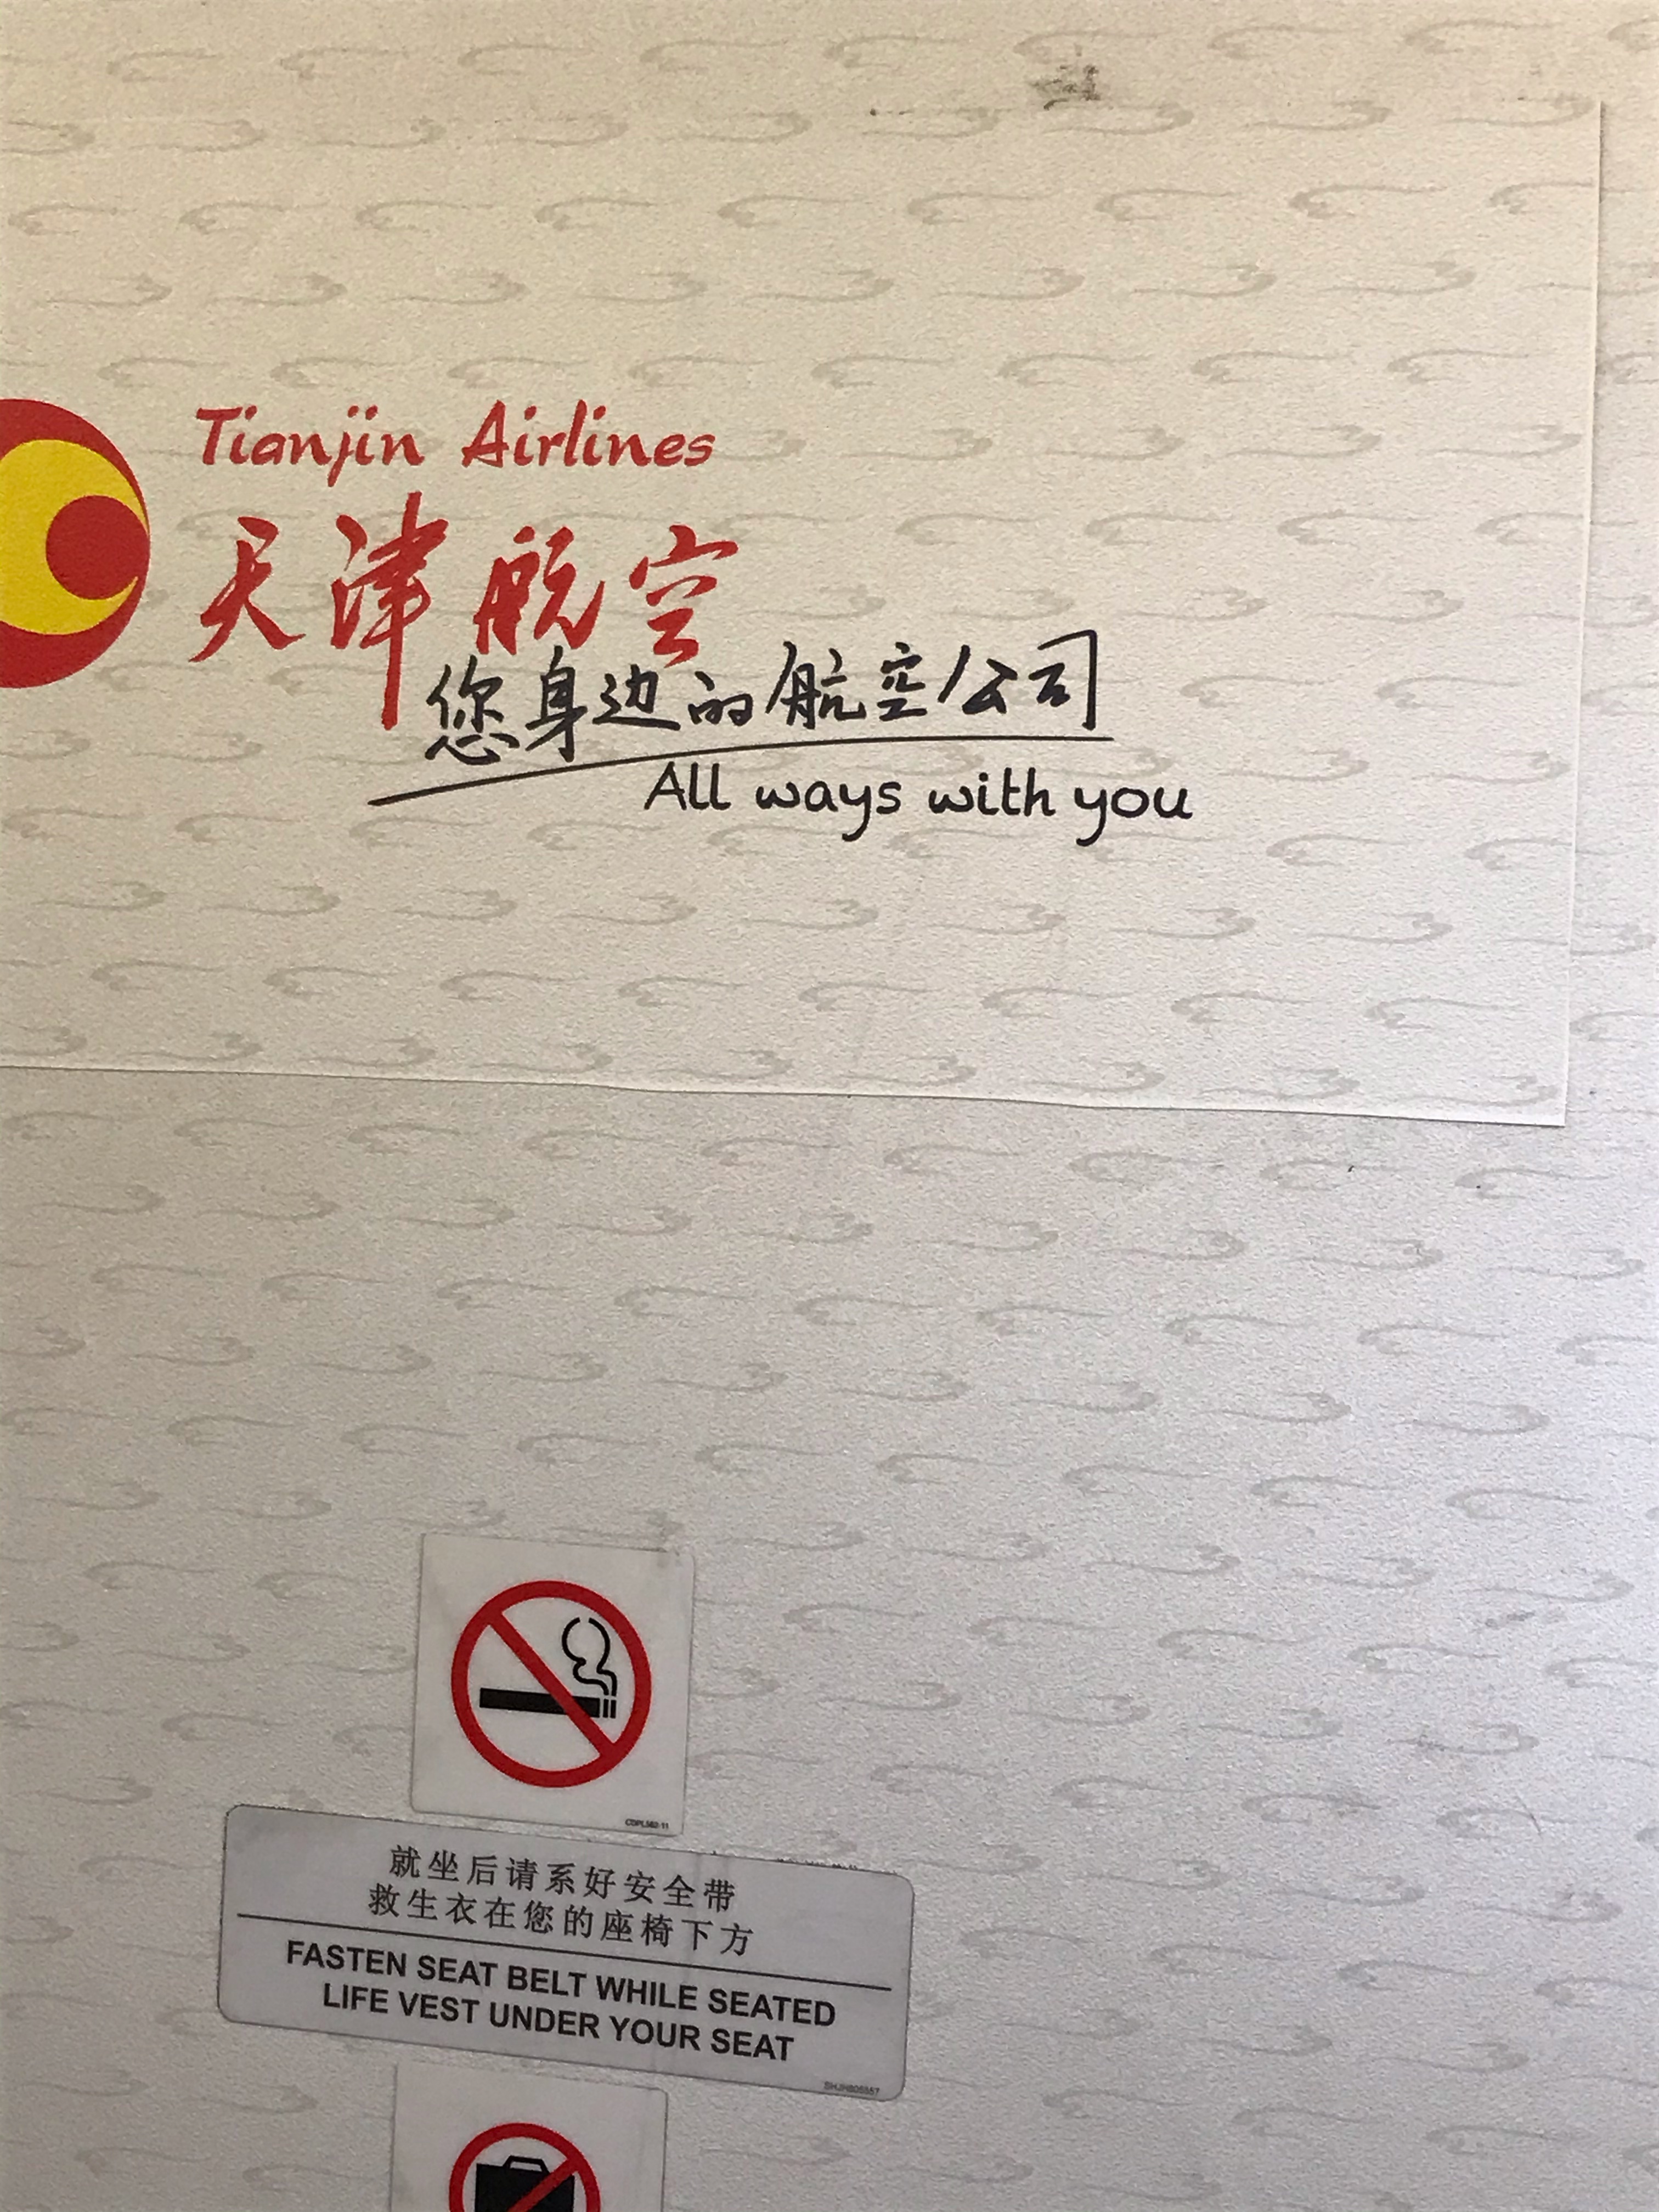 Tianjin Airlines
天津航空
您身边的航空公司
All ways with you
就坐后请系好安全带
救生衣在您的座椅下方
FASTEN SEAT BELT WHILE SEATED
LIFE VEST UNDER YOUR SEAT